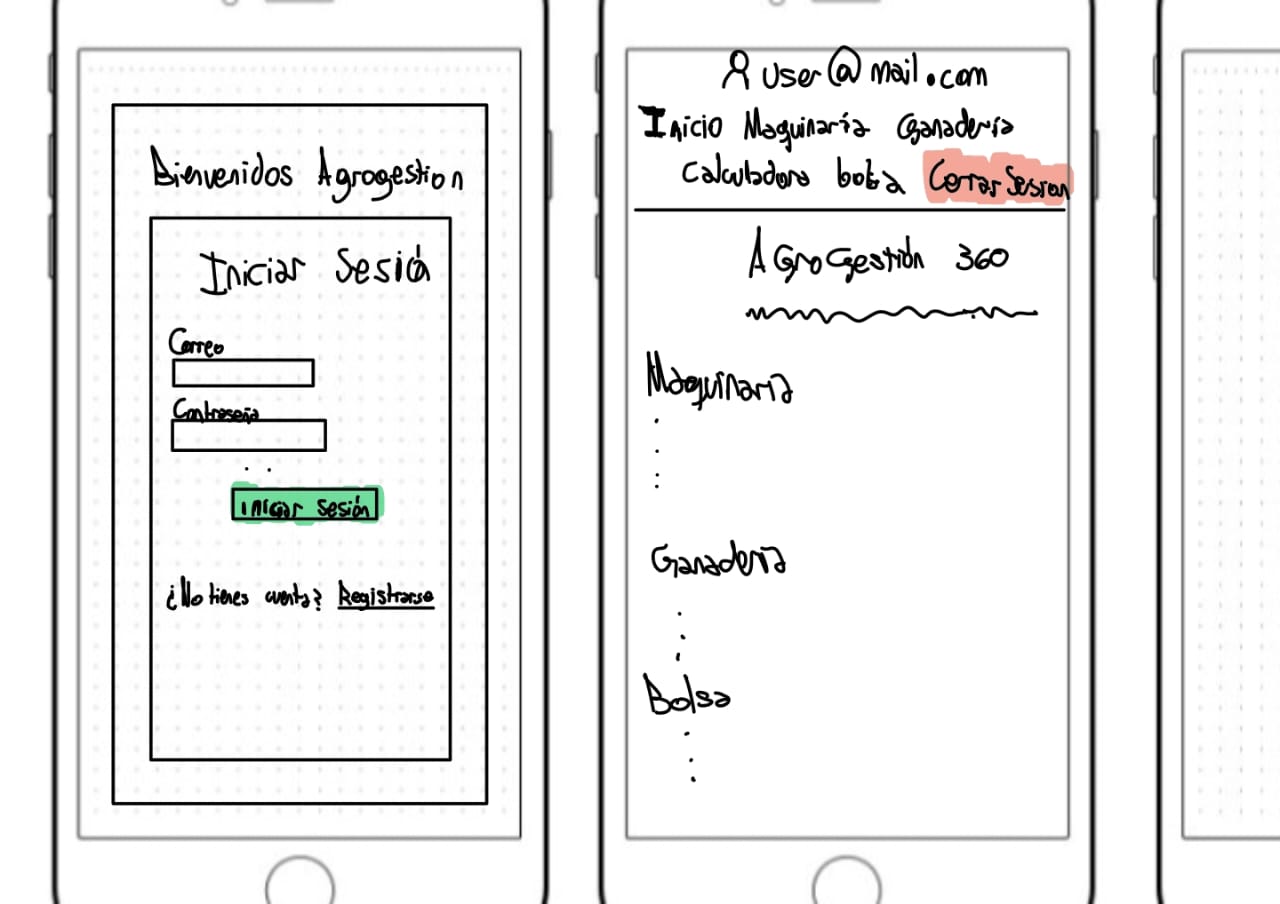 Bienvenidos Agrogestion
Iniciar Sesión
Correo
Contraseña
Iniciar Sesión
¿No tienes cuenta? Registrarse
user@mail.com
Inicio Maquinaría Ganadería
Calculadora bolsa Cerrar Sesion
AGroGestión 360
Maquinaria
Ganadería
Bolsa